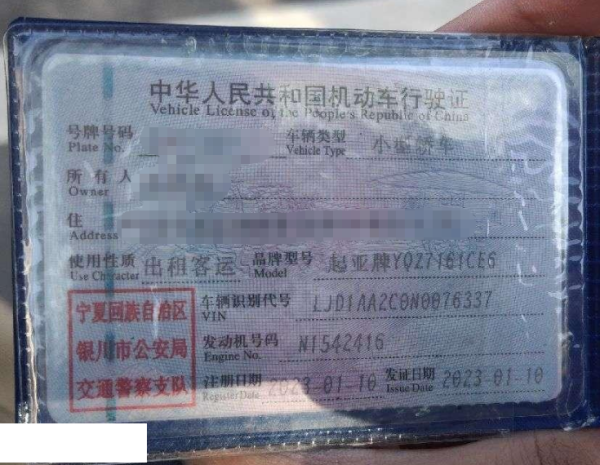 中华人民共和国机动车行驶证
Vehicle License of the People's Republic of China
号牌号码 车辆类型 小型轿车
Plate No. Vehicle Type
所有人
Owner
住
Address
使用性质 出租客运 品牌型号 起亚牌YQZ7161CE6
Use Character Model
宁夏回族自治区
银川市公安局
交通警察支队
车辆识别代号 LJD1AA2C0N0076337
VIN
发动机号码 N1542416
Engine No.
注册日期 2023-01-10 发证日期 2023-01-10
Register Date Issue Date